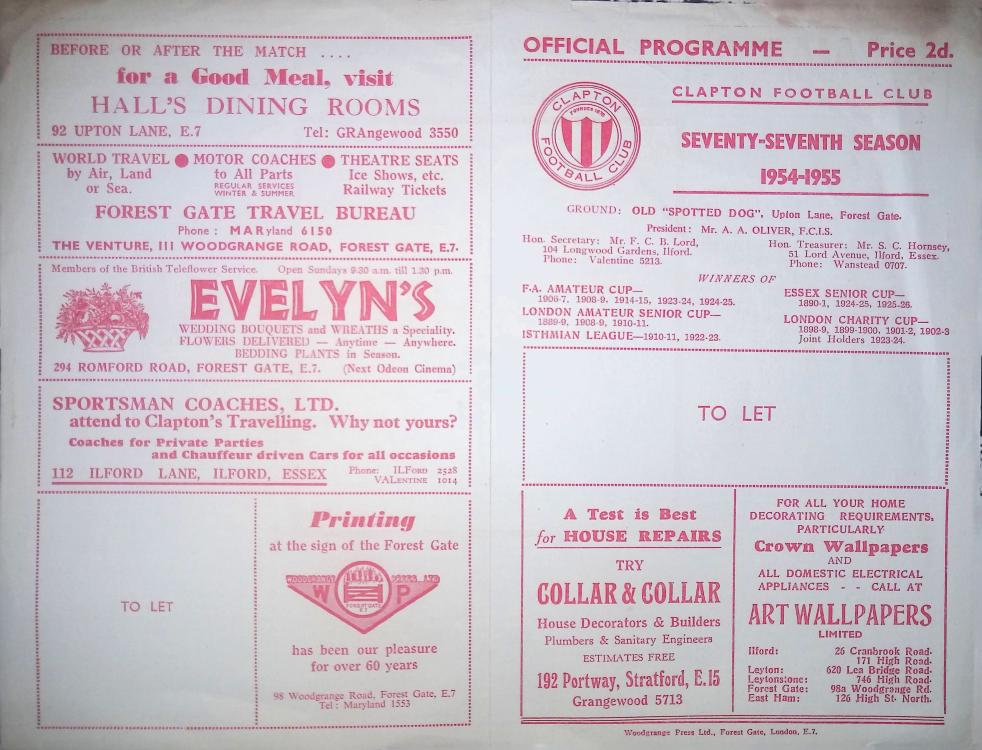 BEFORE OR AFTER THE MATCH ....
for a Good Meal, visit
HALL'S DINING ROOMS
92 UPTON LANE, E.7 Tel: GRAngewood 3550
WORLD TRAVEL ● MOTOR COACHES ● THEATRE SEATS
by Air, Land to All Parts Ice Shows, etc.
or Sea. REGULAR SERVICES Railway Tickets
WINTER & SUMMER
FOREST GATE TRAVEL BUREAU
Phone : MARyland 6150
THE VENTURE, 111 WOODGRANGE ROAD, FOREST GATE, E.7.
Members of the British Teleflower Service. Open Sundays 9.30 a.m. till 1.30 p.m.
EVELYN'S
WEDDING BOUQUETS and WREATHS a Speciality.
FLOWERS DELIVERED — Anytime — Anywhere.
BEDDING PLANTS in Season.
294 ROMFORD ROAD, FOREST GATE, E.7. (Next Odeon Cinema)
SPORTSMAN COACHES, LTD.
attend to Clapton's Travelling. Why not yours?
Coaches for Private Parties
and Chauffeur driven Cars for all occasions
112 ILFORD LANE, ILFORD, ESSEX Phone: ILFord 2528
VALentine 1014
TO LET
Printing
at the sign of the Forest Gate
WOODGRANGE PRESS LTD
W P
FOREST GATE
E.7
has been our pleasure
for over 60 years
98 Woodgrange Road, Forest Gate, E.7
Tel : Maryland 1553
OFFICIAL PROGRAMME — Price 2d.
CLAPTON
FOUNDED 1878
FOOTBALL CLUB
CLAPTON FOOTBALL CLUB
SEVENTY-SEVENTH SEASON
1954-1955
GROUND: OLD "SPOTTED DOG", Upton Lane, Forest Gate.
President: Mr. A. A. OLIVER, F.C.I.S.
Hon. Secretary: Mr. F. C. B. Lord,
104 Longwood Gardens, Ilford.
Phone: Valentine 5213.
Hon. Treasurer: Mr. S. C. Hornsey,
51 Lord Avenue, Ilford, Essex.
Phone: Wanstead 0707.
WINNERS OF
F.A. AMATEUR CUP—
1906-7, 1908-9, 1914-15, 1923-24, 1924-25.
LONDON AMATEUR SENIOR CUP—
1889-9, 1908-9, 1910-11.
ISTHMIAN LEAGUE—1910-11, 1922-23.
ESSEX SENIOR CUP—
1890-1, 1924-25, 1925-26.
LONDON CHARITY CUP—
1898-9, 1899-1900, 1901-2, 1902-3
Joint Holders 1923-24.
TO LET
A Test is Best
for HOUSE REPAIRS
TRY
COLLAR & COLLAR
House Decorators & Builders
Plumbers & Sanitary Engineers
ESTIMATES FREE
192 Portway, Stratford, E.15
Grangewood 5713
FOR ALL YOUR HOME
DECORATING REQUIREMENTS,
PARTICULARLY
Crown Wallpapers
AND
ALL DOMESTIC ELECTRICAL
APPLIANCES - - CALL AT
ART WALLPAPERS
LIMITED
Ilford: 26 Cranbrook Road.
171 High Road.
Leyton: 620 Lea Bridge Road.
Leytonstone: 746 High Road.
Forest Gate: 98a Woodgrange Rd.
East Ham: 126 High St. North.
Woodgrange Press Ltd., Forest Gate, London, E.7.